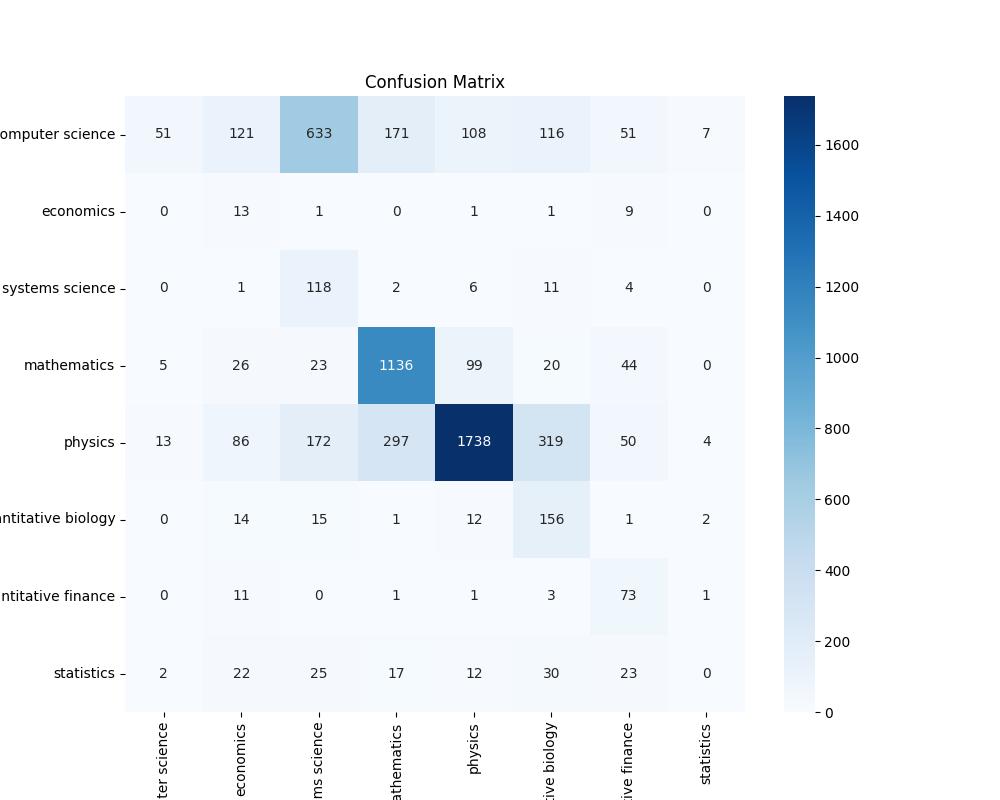 Confusion Matrix
omputer science 51 121 633 171 108 116 51 7
economics 0 13 1 0 1 1 9 0
systems science 0 1 118 2 6 11 4 0
mathematics 5 26 23 1136 99 20 44 0
physics 13 86 172 297 1738 319 50 4
ntitative biology 0 14 15 1 12 156 1 2
ntitative finance 0 11 0 1 1 3 73 1
statistics 2 22 25 17 12 30 23 0
ter science
economics
ms science
athematics
physics
tive biology
tive finance
statistics
1600
1400
1200
1000
800
600
400
200
0